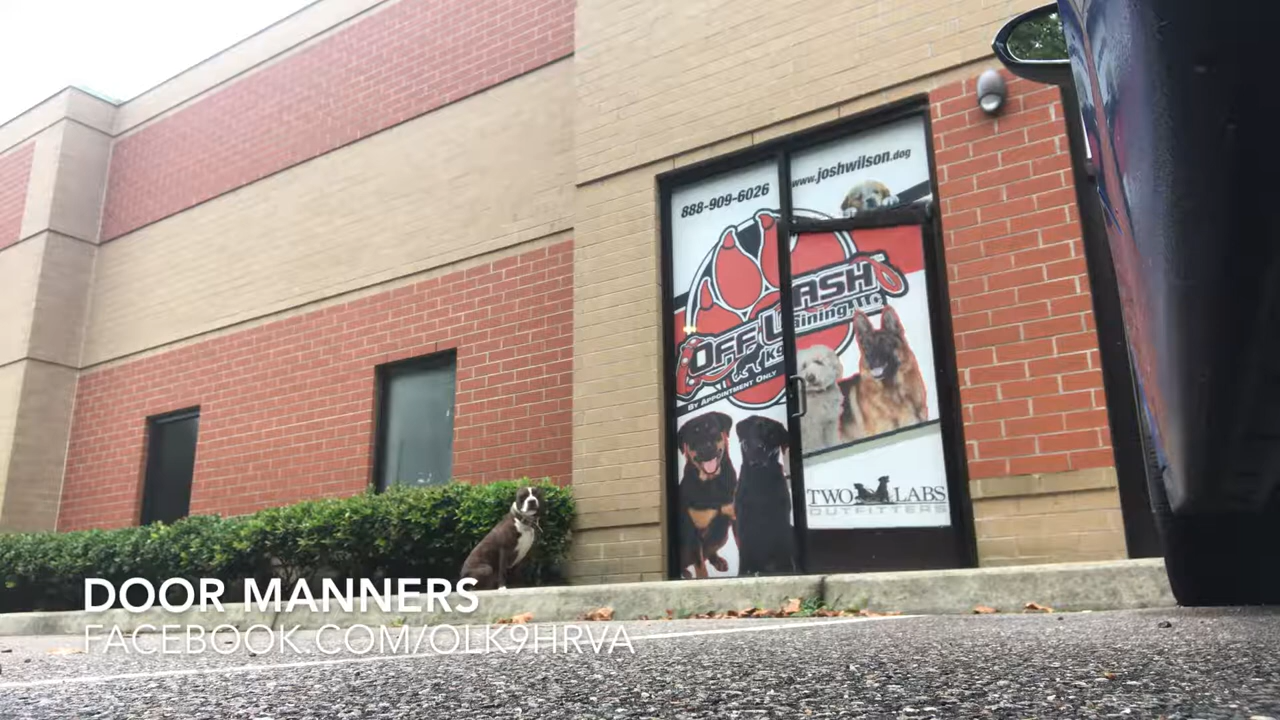 888-909-6026
www.joshwilson.dog
OFF LEASH
K9 Training, LLC
BY APPOINTMENT ONLY
TWO LABS
OUTFITTERS
DOOR MANNERS
FACEBOOK.COM/OLK9HRVA